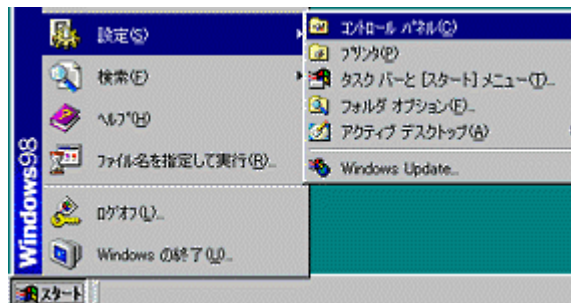 設定(S)
検索(F)
ヘルプ(H)
ファイル名を指定して実行(R)...
ログオフ(L)...
Windows の終了(U)...
Windows98
スタート
コントロール パネル(C)
プリンタ(P)
タスク バーと [スタート] メニュー(T)...
フォルダ オプション(F)...
アクティブ デスクトップ(A)
Windows Update...